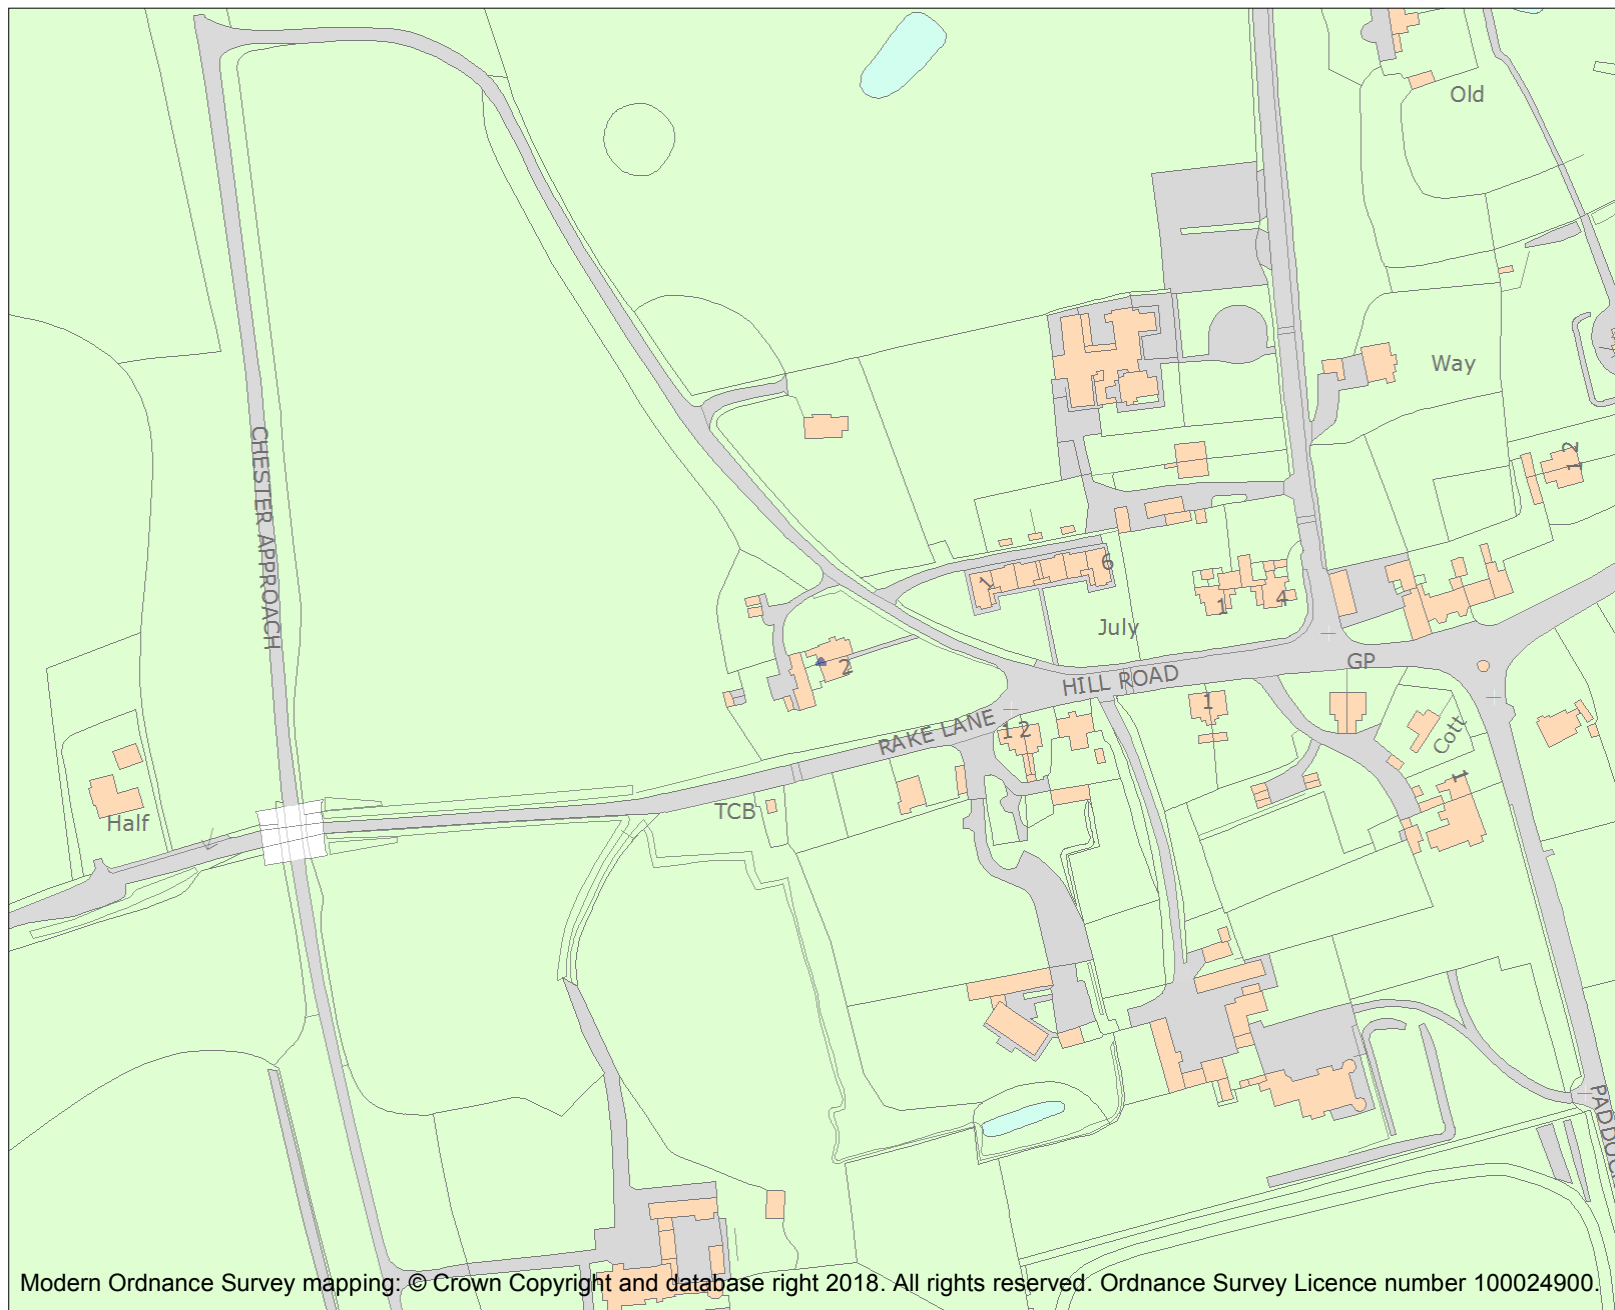 Old
Way
CHESTER APPROACH
1 2
1
6
July
1
4
2
HILL ROAD
GP
RAKE LANE
1 2
1
Cott
1
TCB
Half
Modern Ordnance Survey mapping: © Crown Copyright and database right 2018. All rights reserved. Ordnance Survey Licence number 100024900.